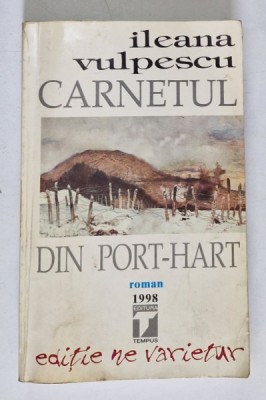 ileana
vulpescu
CARNETUL
DIN PORT-HART
roman
1998
EDITURA
T
TEMPUS
ediţie ne varietur